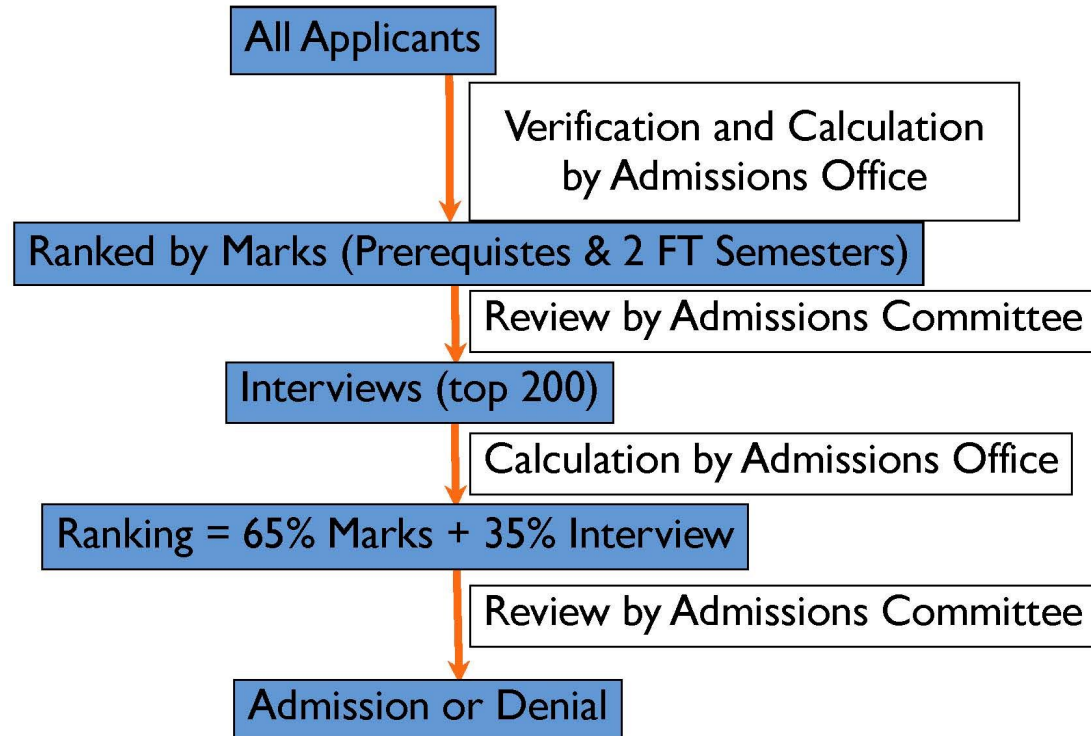 All Applicants
Verification and Calculation
by Admissions Office
Ranked by Marks (Prerequistes & 2 FT Semesters)
Review by Admissions Committee
Interviews (top 200)
Calculation by Admissions Office
Ranking = 65% Marks + 35% Interview
Review by Admissions Committee
Admission or Denial